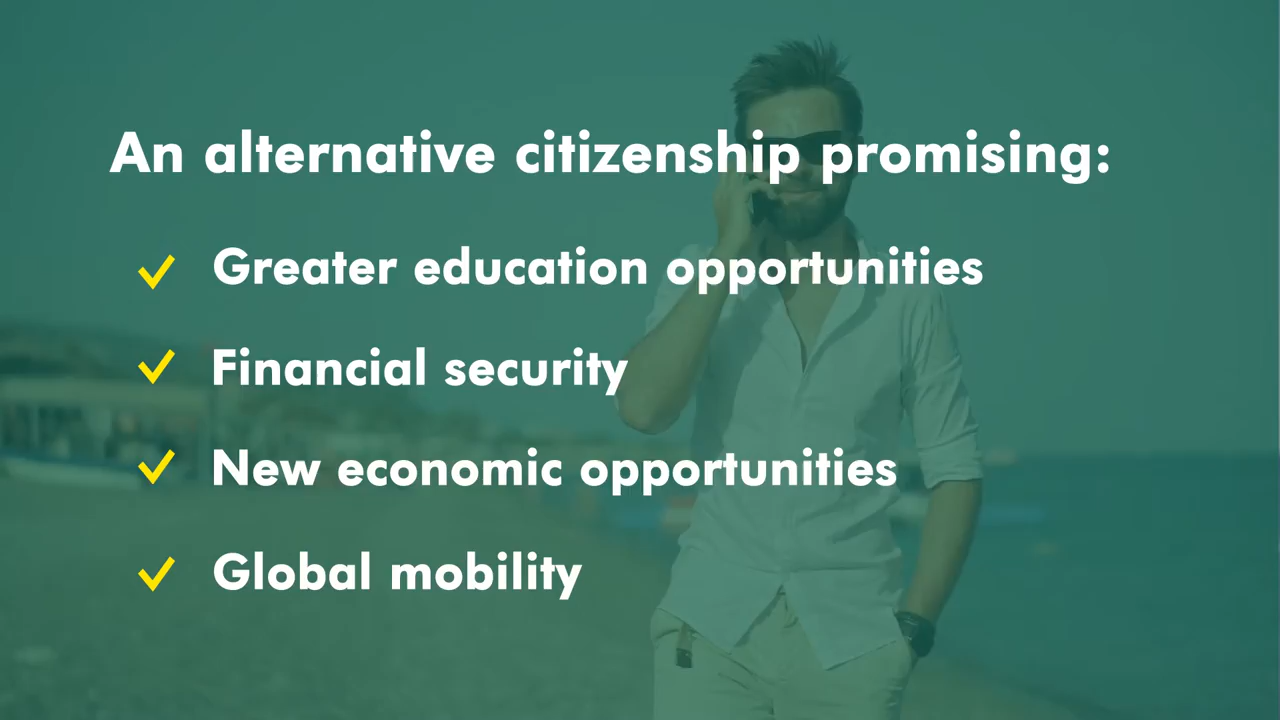 An alternative citizenship promising:
Greater education opportunities
Financial security
New economic opportunities
Global mobility